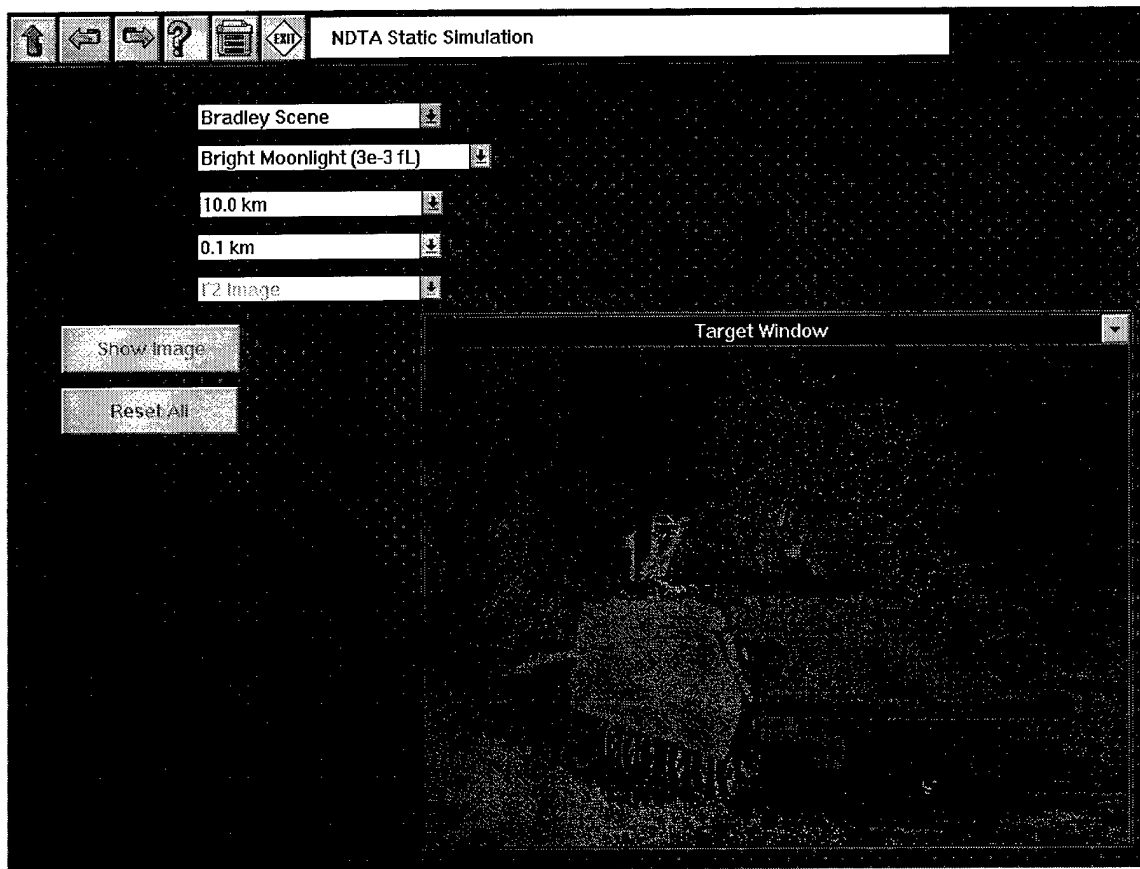 EXIT
NDTA Static Simulation
Bradley Scene
Bright Moonlight (3e-3 fL)
10.0 km
0.1 km
I2 Image
Show Image
Reset All
Target Window